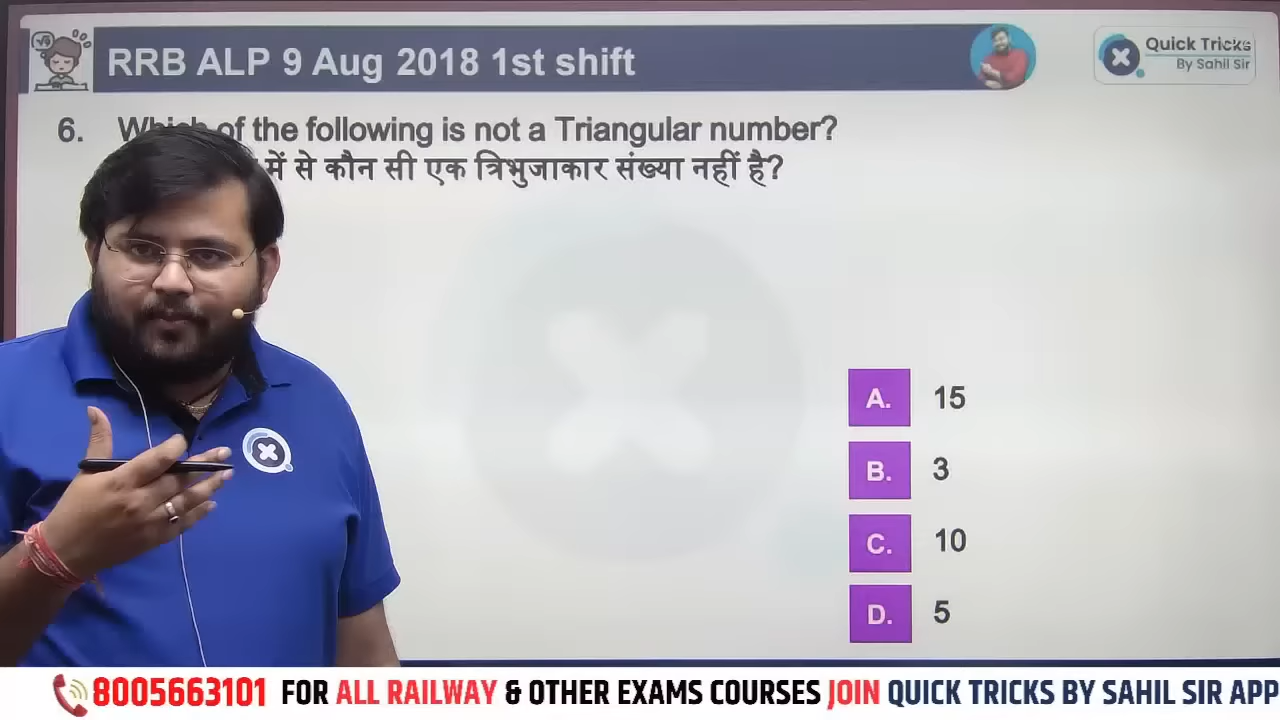 RRB ALP 9 Aug 2018 1st shift
Quick Tricks
By Sahil Sir
6. Which of the following is not a Triangular number?
में से कौन सी एक त्रिभुजाकार संख्या नहीं है?
A. 15
B. 3
C. 10
D. 5
8005663101 FOR ALL RAILWAY & OTHER EXAMS COURSES JOIN QUICK TRICKS BY SAHIL SIR APP